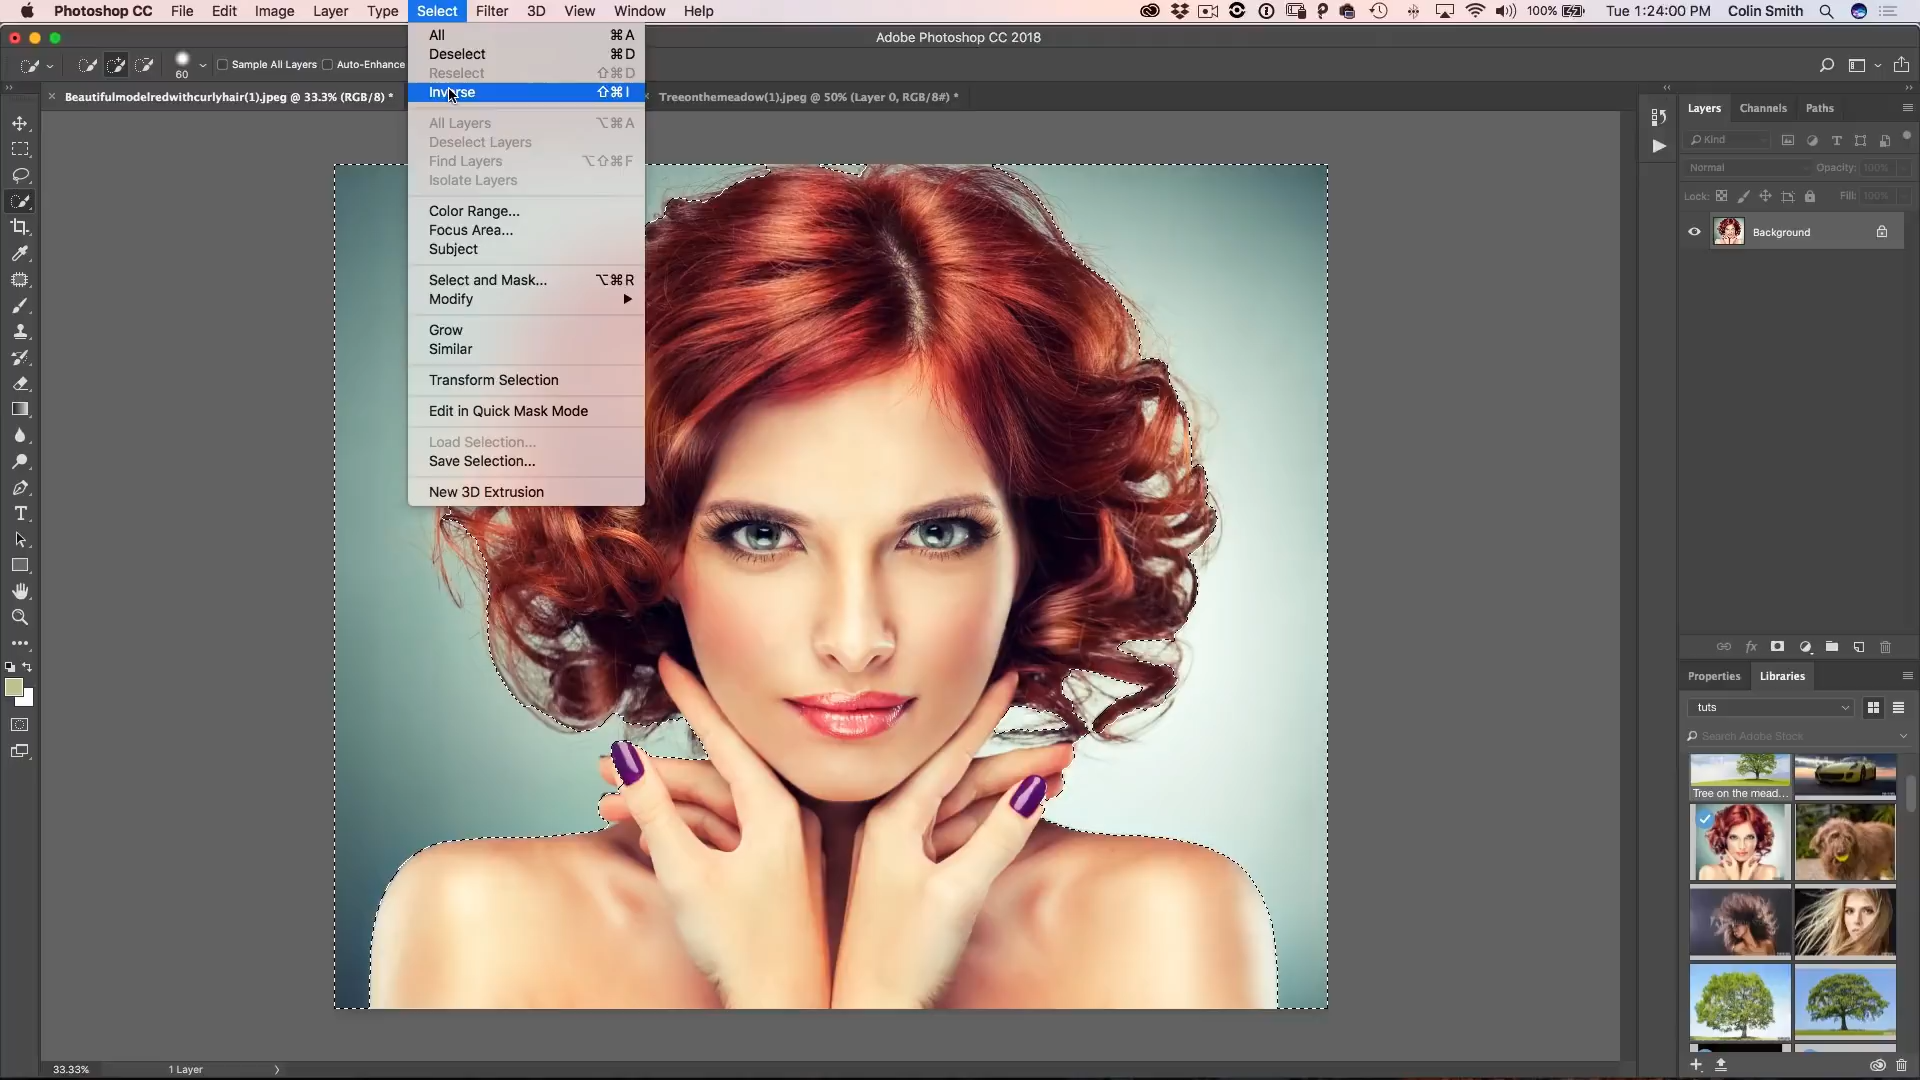 Photoshop CC File Edit Image Layer Type Select Filter 3D View Window Help 100% Tue 1:24:00 PM Colin Smith
Adobe Photoshop CC 2018
60 Sample All Layers Auto-Enhance
× Beautifulmodelredwithcurlyhair(1).jpeg @ 33.3% (RGB/8) *
Treeonthemeadow(1).jpeg @ 50% (Layer 0, RGB/8#) *
All ⌘A
Deselect ⌘D
Reselect ⇧⌘D
Inverse ⇧⌘I
All Layers ⌥⌘A
Deselect Layers
Find Layers ⌥⇧⌘F
Isolate Layers
Color Range...
Focus Area...
Subject
Select and Mask... ⌥⌘R
Modify
Grow
Similar
Transform Selection
Edit in Quick Mask Mode
Load Selection...
Save Selection...
New 3D Extrusion
Layers Channels Paths
Kind
Normal Opacity: 100%
Lock: Fill: 100%
Background
Properties Libraries
tuts
Search Adobe Stock
Tree on the mead...
33.33% 1 Layer